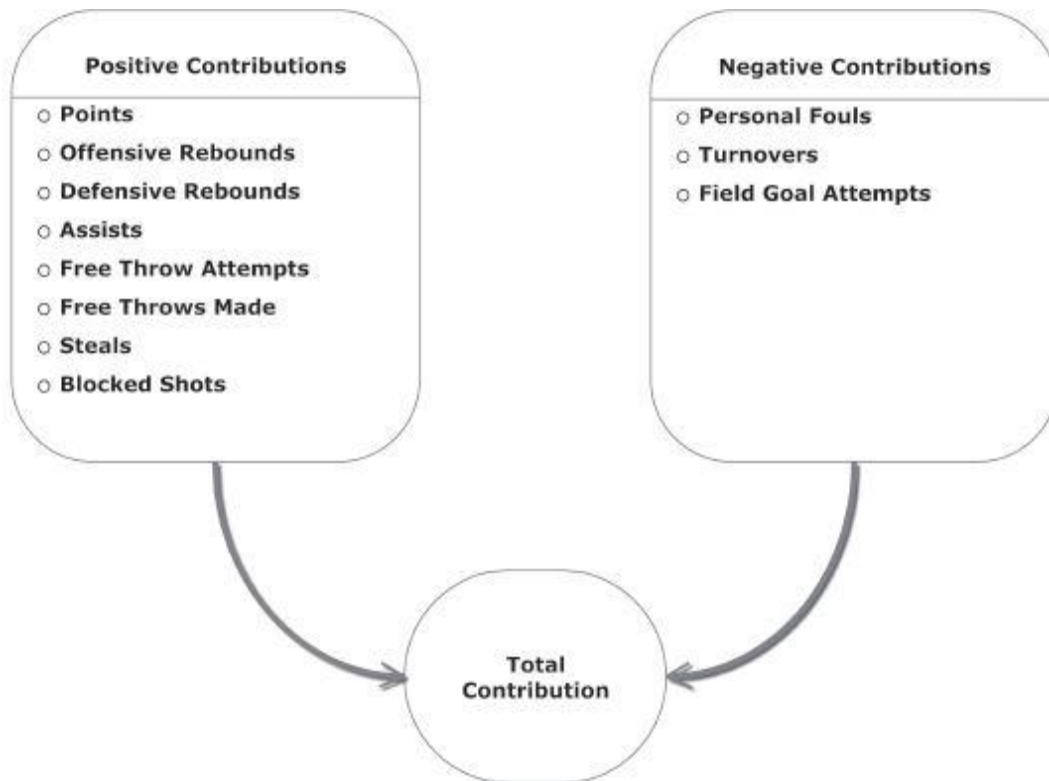 Positive Contributions
Points
Offensive Rebounds
Defensive Rebounds
Assists
Free Throw Attempts
Free Throws Made
Steals
Blocked Shots
Negative Contributions
Personal Fouls
Turnovers
Field Goal Attempts
Total
Contribution